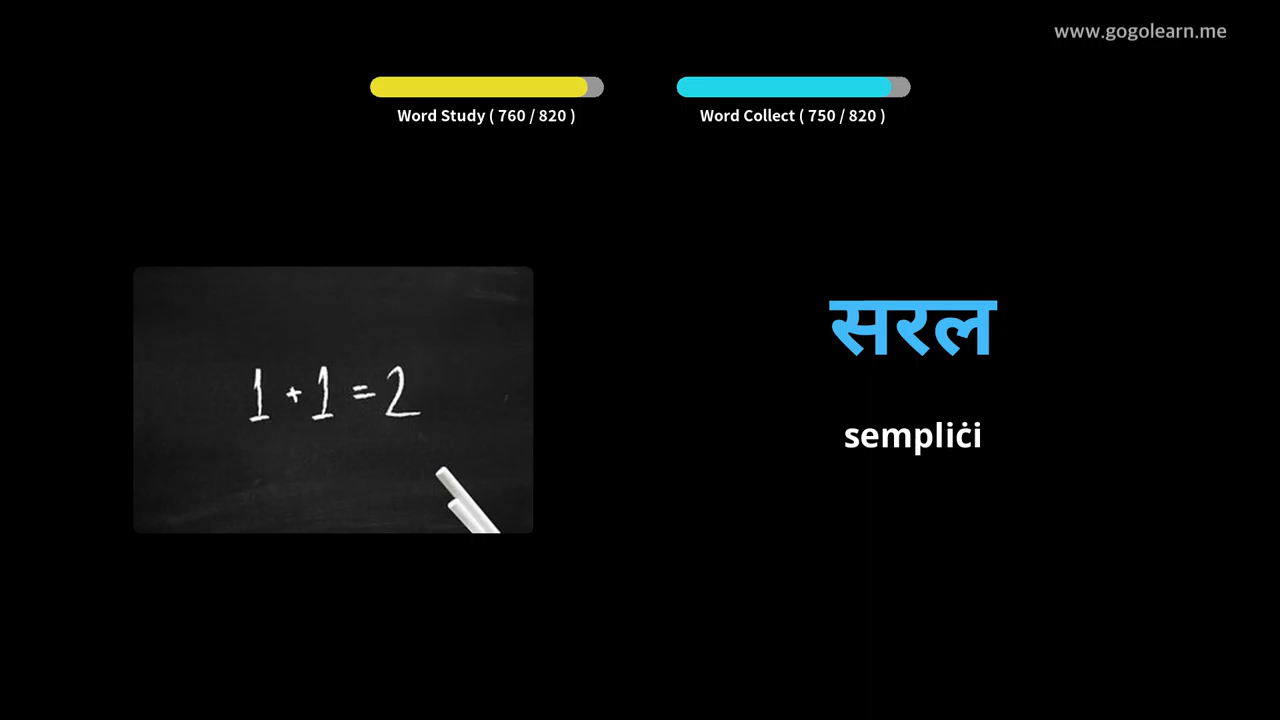 www.gogolearn.me
Word Study ( 760 / 820 )
Word Collect ( 750 / 820 )
1 + 1 = 2
सरल
sempliċi